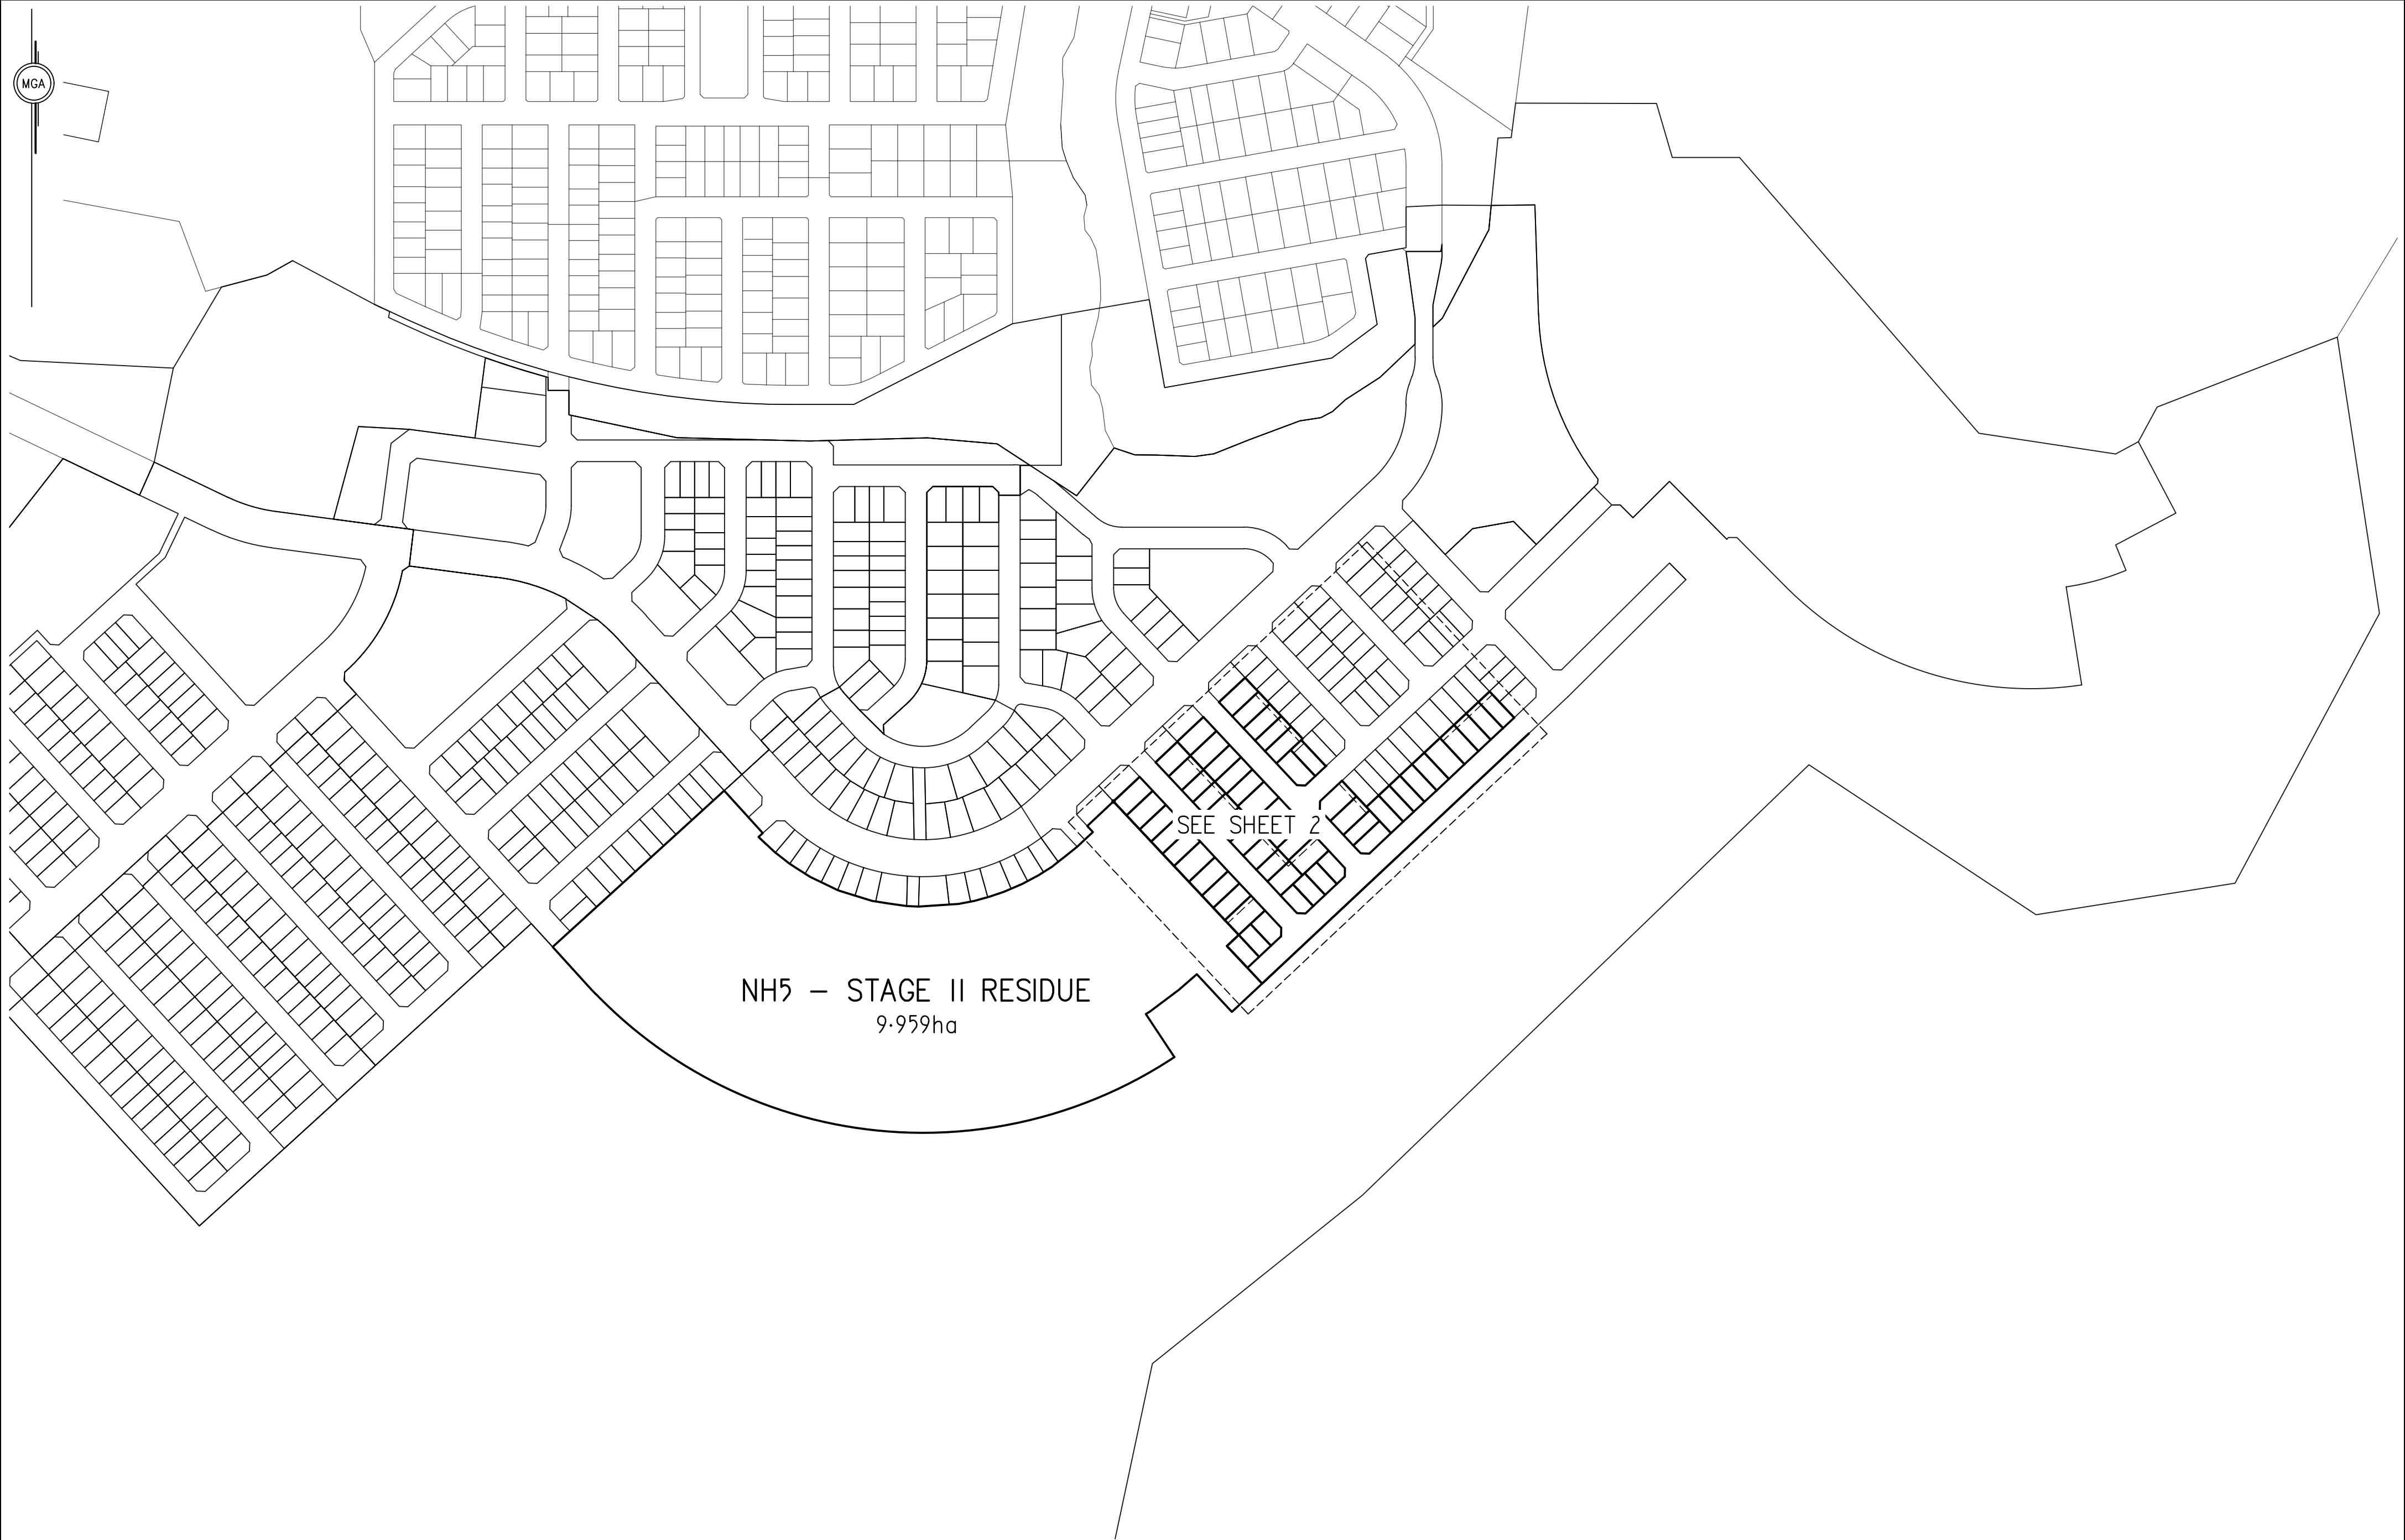 MGA
SEE SHEET 2
NH5 – STAGE II RESIDUE
9·959ha